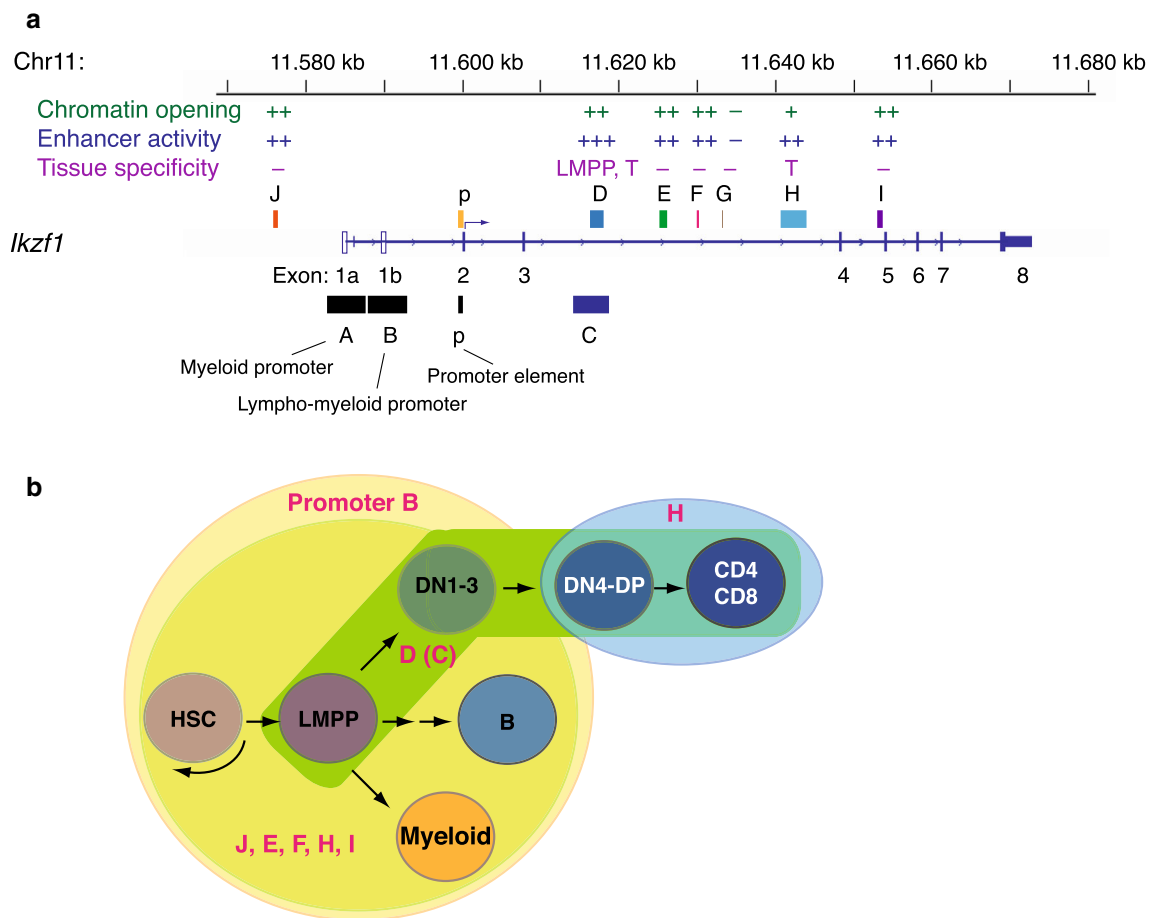 a
Chr11: 11.580 kb 11.600 kb 11.620 kb 11.640 kb 11.660 kb 11.680 kb
Chromatin opening ++ ++ ++ ++ – + ++
Enhancer activity ++ +++ ++ ++ – ++ ++
Tissue specificity – LMPP, T – – – T –
J p D E F G H I
Ikzf1
Exon: 1a 1b 2 3 4 5 6 7 8
A B p C
Myeloid promoter
Promoter element
Lympho-myeloid promoter
b
Promoter B
H
DN1-3 DN4-DP CD4
CD8
D (C)
HSC LMPP B
Myeloid
J, E, F, H, I